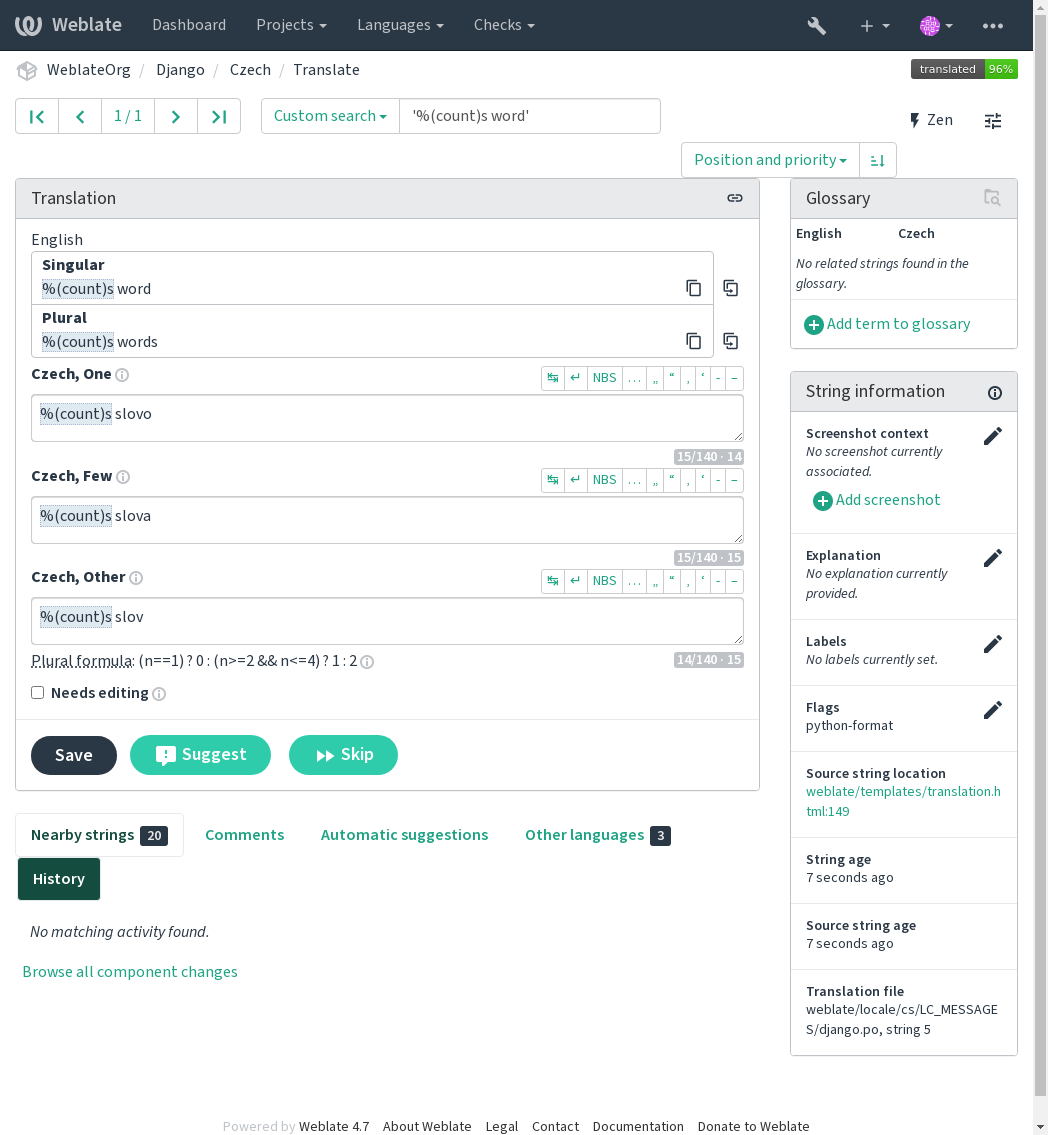 Weblate Dashboard Projects Languages Checks
WeblateOrg / Django / Czech / Translate translated 96%
1 / 1 Custom search '%(count)s word' Zen
Position and priority
Translation
English
Singular
%(count)s word
Plural
%(count)s words
Czech, One ↹ ↵ NBS … „ “ ‚ ‘ - –
%(count)s slovo
15/140 · 14
Czech, Few ↹ ↵ NBS … „ “ ‚ ‘ - –
%(count)s slova
15/140 · 15
Czech, Other ↹ ↵ NBS … „ “ ‚ ‘ - –
%(count)s slov
Plural formula: (n==1) ? 0 : (n>=2 && n<=4) ? 1 : 2 14/140 · 15
Needs editing
Save Suggest Skip
Nearby strings 20 Comments Automatic suggestions Other languages 3
History
No matching activity found.
Browse all component changes
Glossary
English Czech
No related strings found in the
glossary.
Add term to glossary
String information
Screenshot context
No screenshot currently
associated.
Add screenshot
Explanation
No explanation currently
provided.
Labels
No labels currently set.
Flags
python-format
Source string location
weblate/templates/translation.h
tml:149
String age
7 seconds ago
Source string age
7 seconds ago
Translation file
weblate/locale/cs/LC_MESSAGE
S/django.po, string 5
Powered by Weblate 4.7 About Weblate Legal Contact Documentation Donate to Weblate